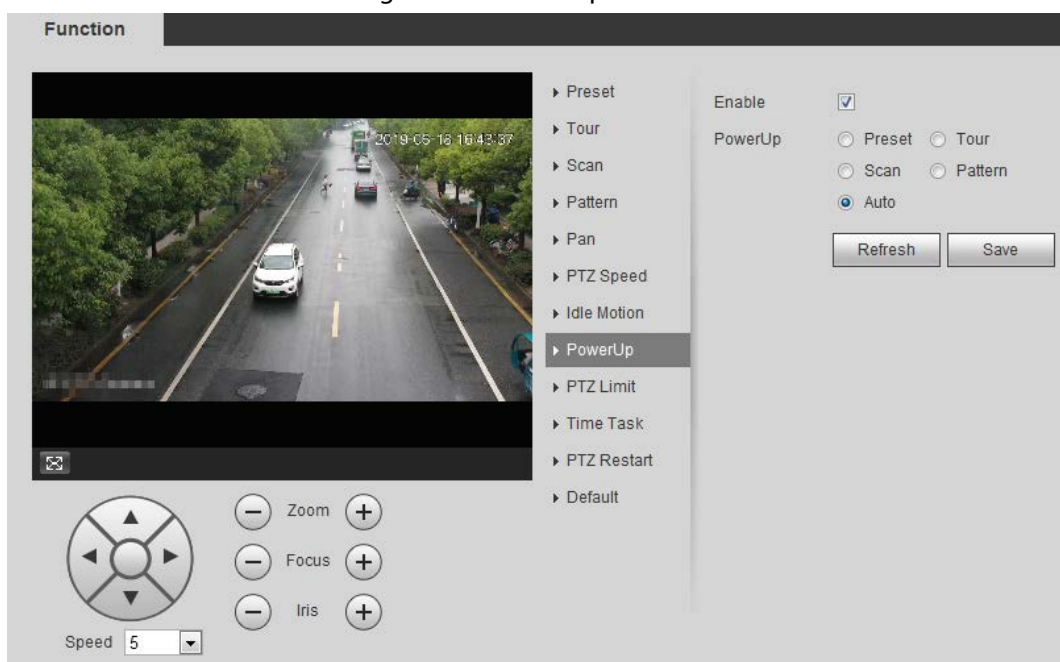 Function
2019-05-18 16:43:37
Preset
Tour
Scan
Pattern
Pan
PTZ Speed
Idle Motion
PowerUp
PTZ Limit
Time Task
PTZ Restart
Default
Enable
PowerUp
Preset Tour
Scan Pattern
Auto
Refresh Save
Zoom
Focus
Iris
Speed 5